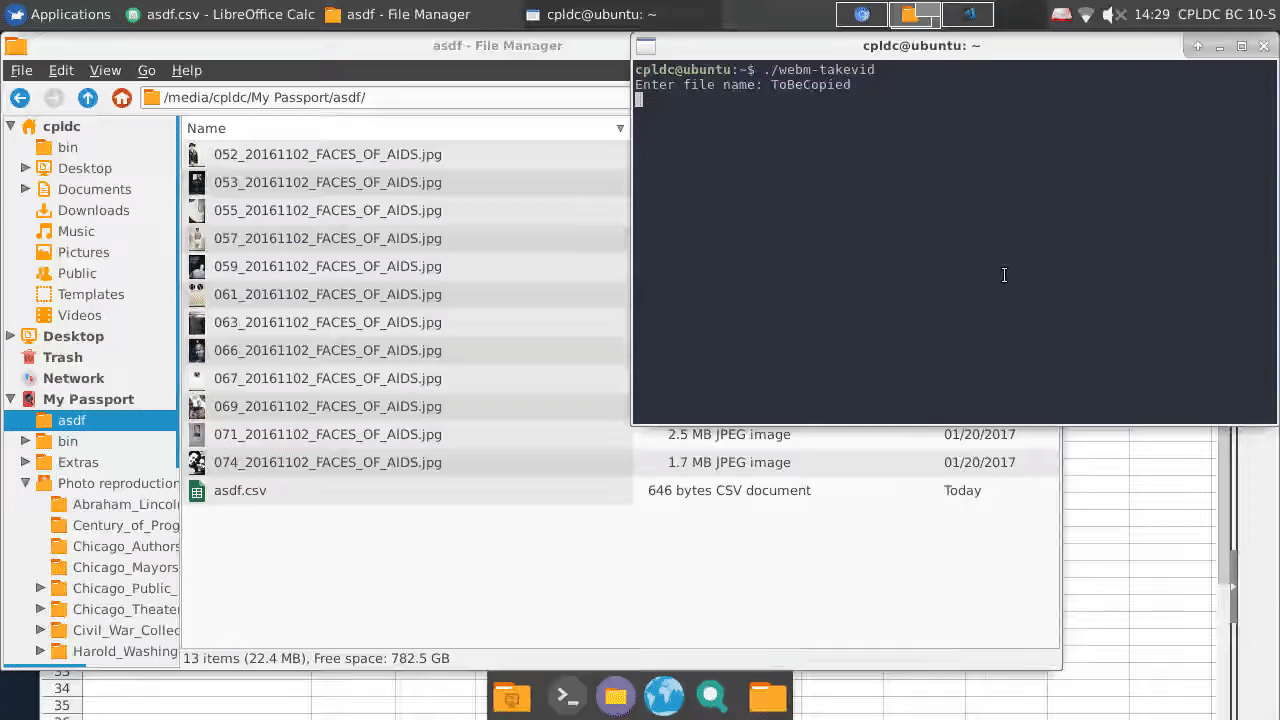 Applications
asdf.csv - LibreOffice Calc
asdf - File Manager
cpldc@ubuntu: ~
14:29 CPLDC BC 10-S
asdf - File Manager
File Edit View Go Help
/media/cpldc/My Passport/asdf/
cpldc
bin
Desktop
Documents
Downloads
Music
Pictures
Public
Templates
Videos
Desktop
Trash
Network
My Passport
asdf
bin
Extras
Photo reproduction
Abraham_Lincoln
Century_of_Prog
Chicago_Authors
Chicago_Mayors
Chicago_Public_
Chicago_Theater
Civil_War_Collec
Harold_Washing
Name
052_20161102_FACES_OF_AIDS.jpg
053_20161102_FACES_OF_AIDS.jpg
055_20161102_FACES_OF_AIDS.jpg
057_20161102_FACES_OF_AIDS.jpg
059_20161102_FACES_OF_AIDS.jpg
061_20161102_FACES_OF_AIDS.jpg
063_20161102_FACES_OF_AIDS.jpg
066_20161102_FACES_OF_AIDS.jpg
067_20161102_FACES_OF_AIDS.jpg
069_20161102_FACES_OF_AIDS.jpg
071_20161102_FACES_OF_AIDS.jpg 2.5 MB JPEG image 01/20/2017
074_20161102_FACES_OF_AIDS.jpg 1.7 MB JPEG image 01/20/2017
asdf.csv 648 bytes CSV document Today
13 items (22.4 MB), Free space: 782.5 GB
cpldc@ubuntu: ~
cpldc@ubuntu:~$ ./webm-takevid
Enter file name: ToBeCopied
33
34
35